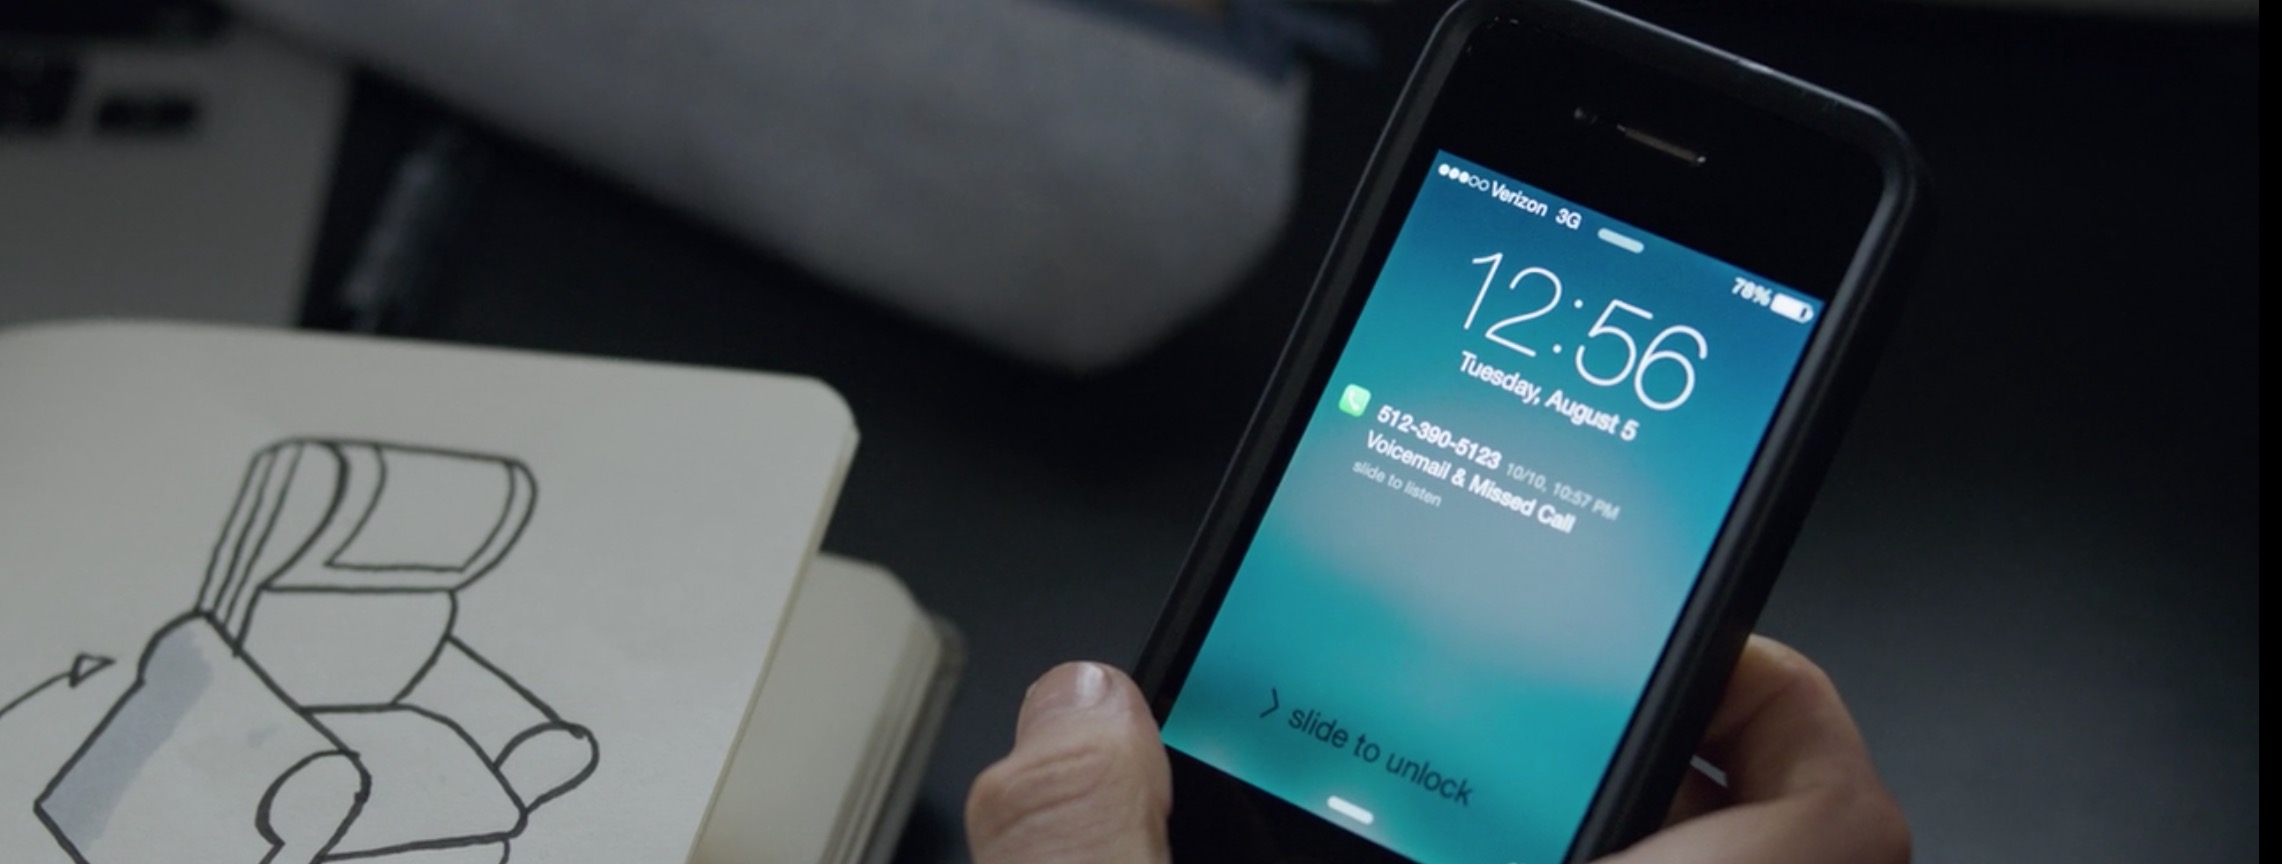 Verizon 3G
78%
12:56
Tuesday, August 5
512-390-5123 10/10, 10:57 PM
Voicemail & Missed Call
slide to listen
> slide to unlock